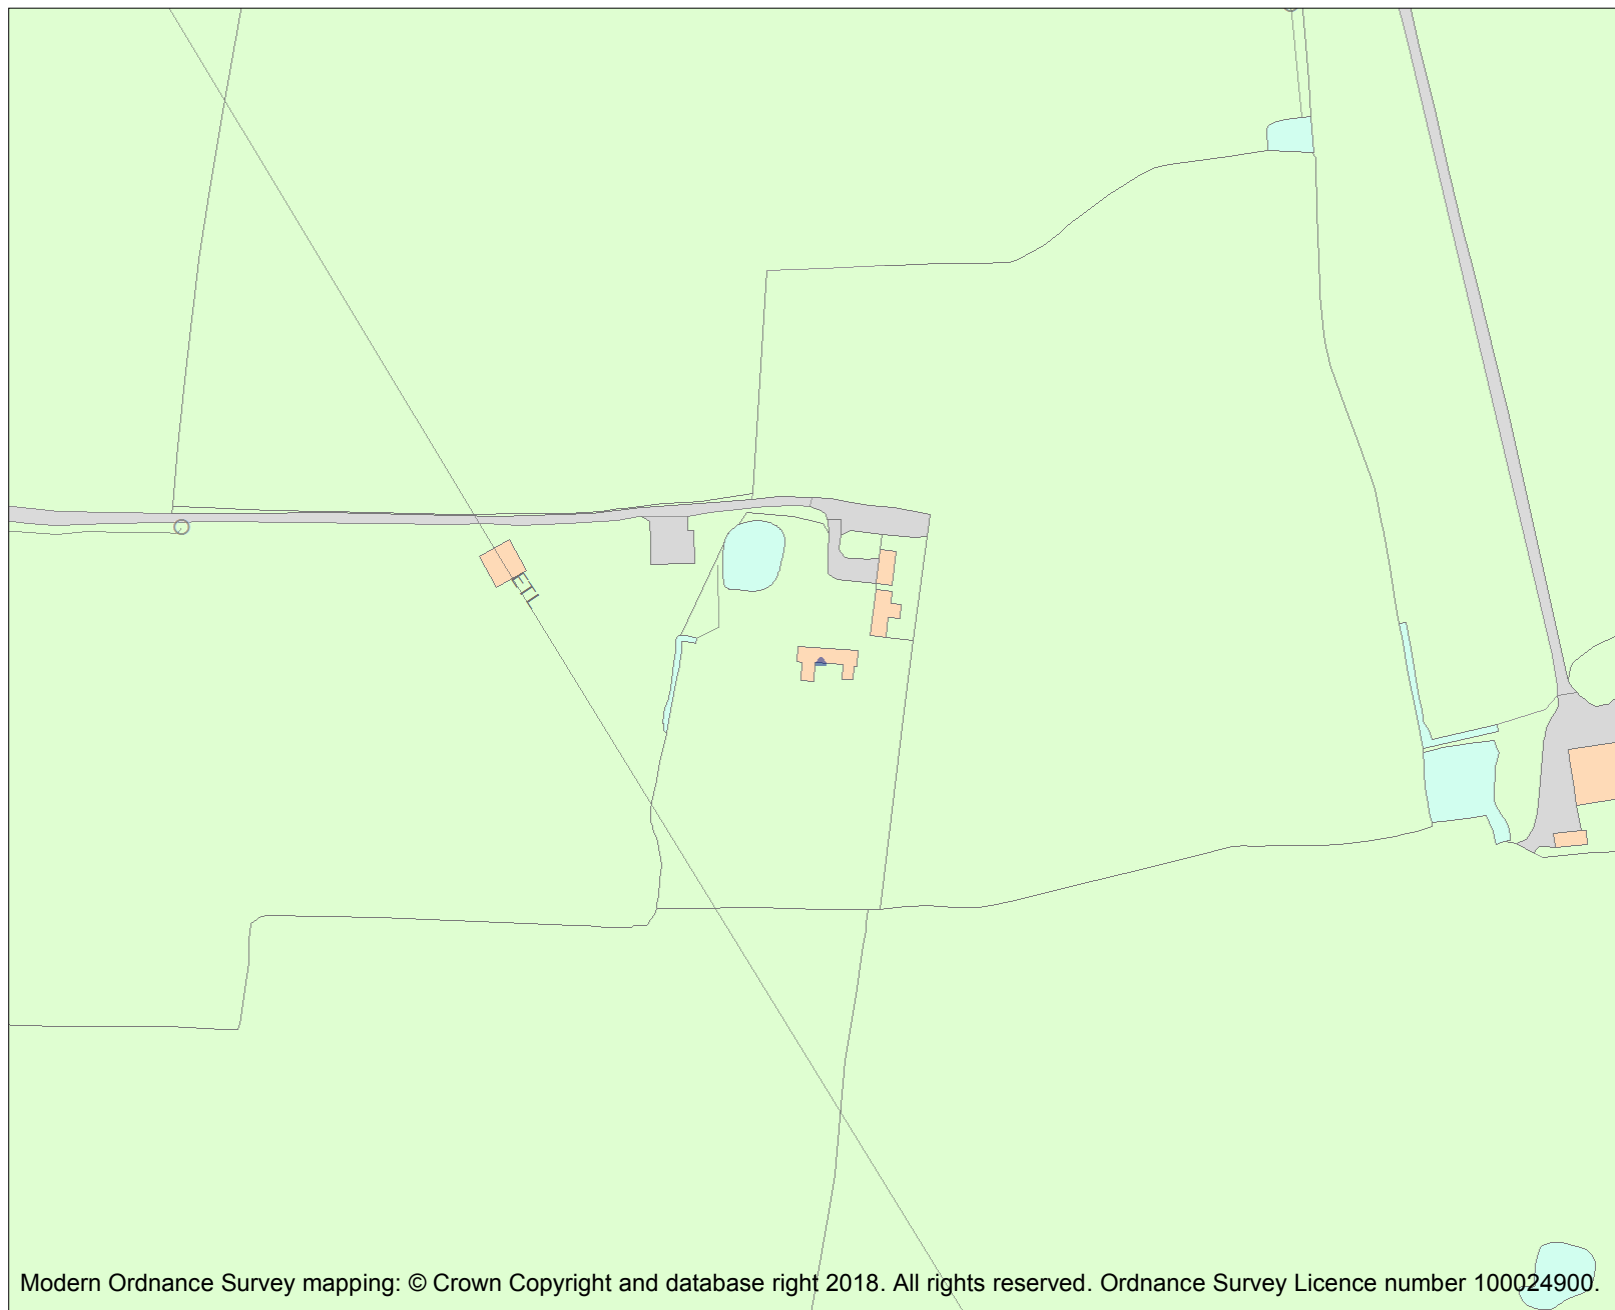 ETL
Modern Ordnance Survey mapping: © Crown Copyright and database right 2018. All rights reserved. Ordnance Survey Licence number 100024900.